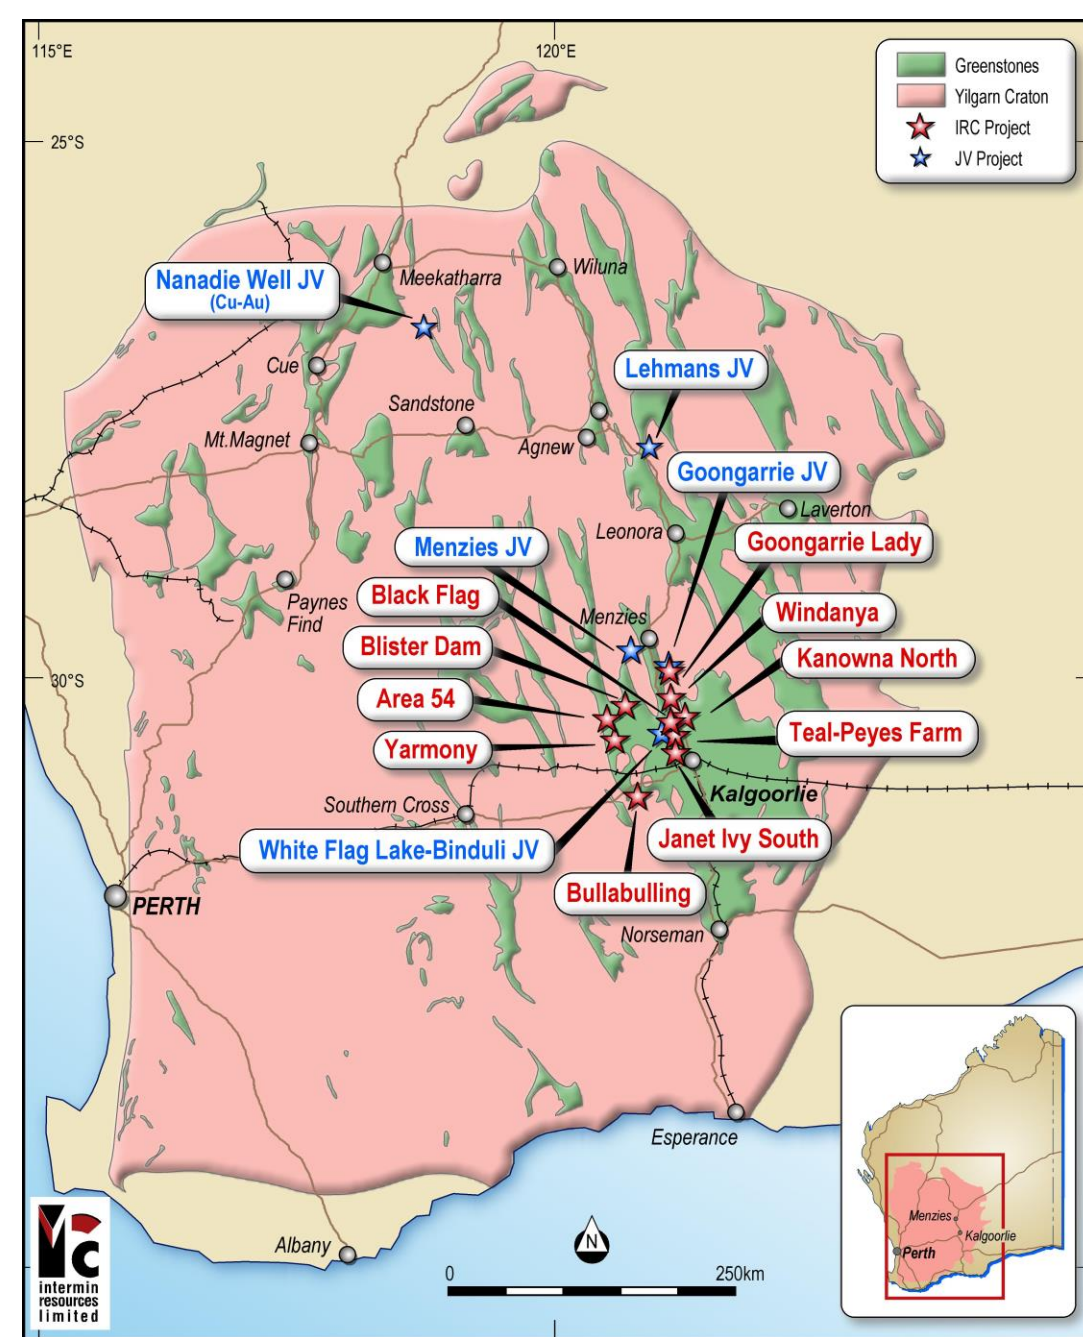 115°E
120°E
Greenstones
Yilgarn Craton
IRC Project
JV Project
25°S
Meekatharra
Wiluna
Nanadie Well JV
(Cu-Au)
Cue
Lehmans JV
Sandstone
Mt.Magnet
Agnew
Goongarrie JV
Laverton
Leonora
Menzies JV
Goongarrie Lady
Black Flag
Paynes
Find
Menzies
Windanya
Blister Dam
Kanowna North
30°S
Area 54
Teal-Peyes Farm
Yarmony
Kalgoorlie
Southern Cross
Janet Ivy South
White Flag Lake-Binduli JV
Bullabulling
PERTH
Norseman
Esperance
Albany
N
0
250km
Menzies
Kalgoorlie
Perth
intermin
resources
limited